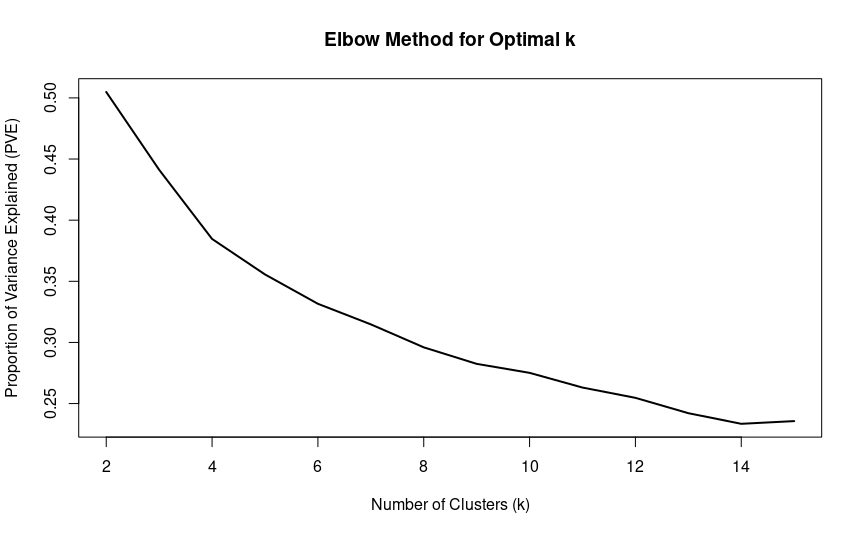 Elbow Method for Optimal k
Proportion of Variance Explained (PVE)
0.50
0.45
0.40
0.35
0.30
0.25
2 4 6 8 10 12 14
Number of Clusters (k)